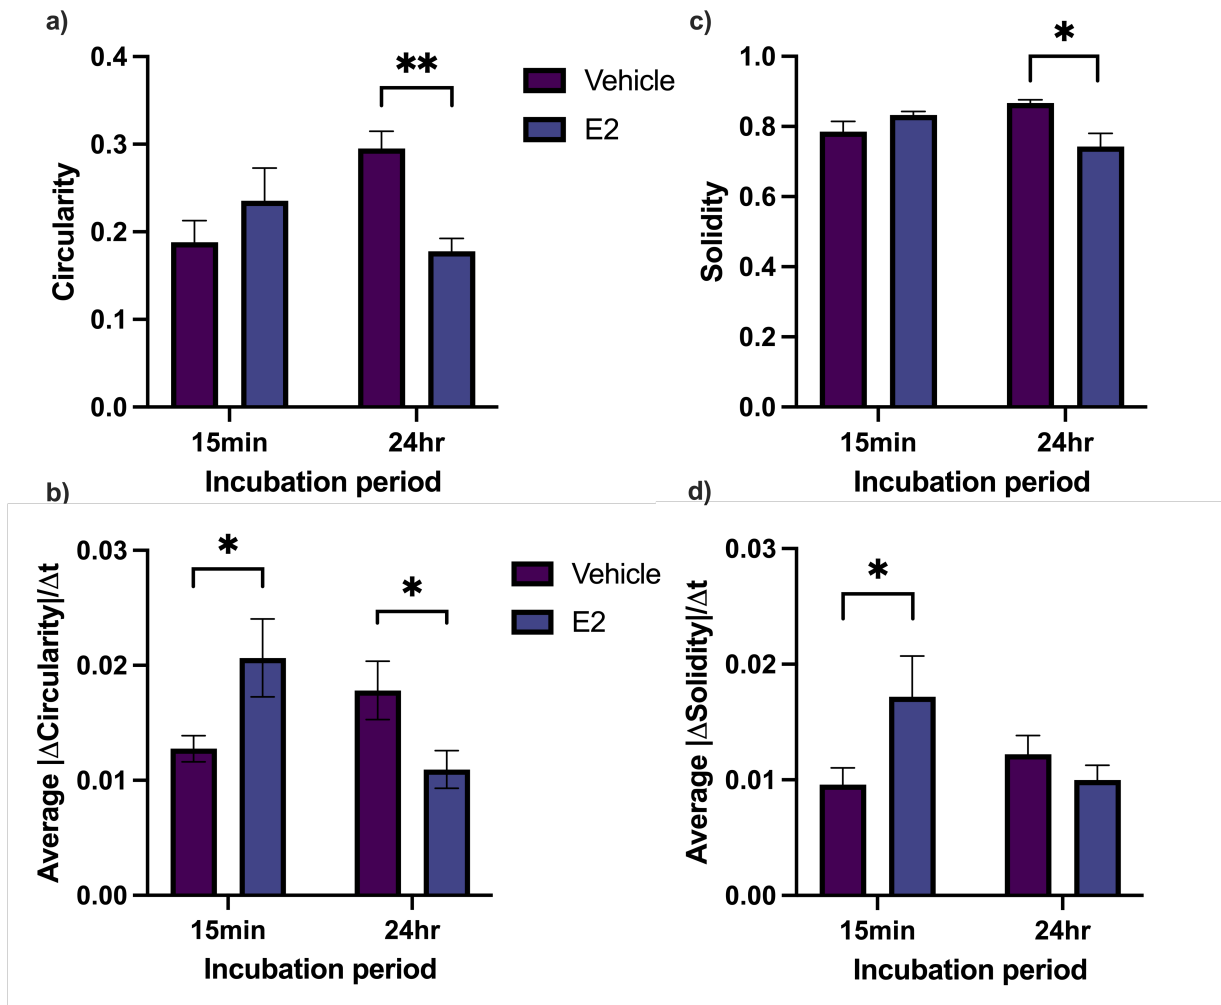 a)
0.4
0.3
0.2
0.1
0.0
Circularity
**
15min
24hr
Incubation period
Vehicle
E2
c)
1.0
0.8
0.6
0.4
0.2
0.0
Solidity
*
15min
24hr
Incubation period
b)
0.03
0.02
0.01
0.00
Average |ΔCircularity|/Δt
*
*
15min
24hr
Incubation period
Vehicle
E2
d)
0.03
0.02
0.01
0.00
Average |ΔSolidity|/Δt
*
15min
24hr
Incubation period